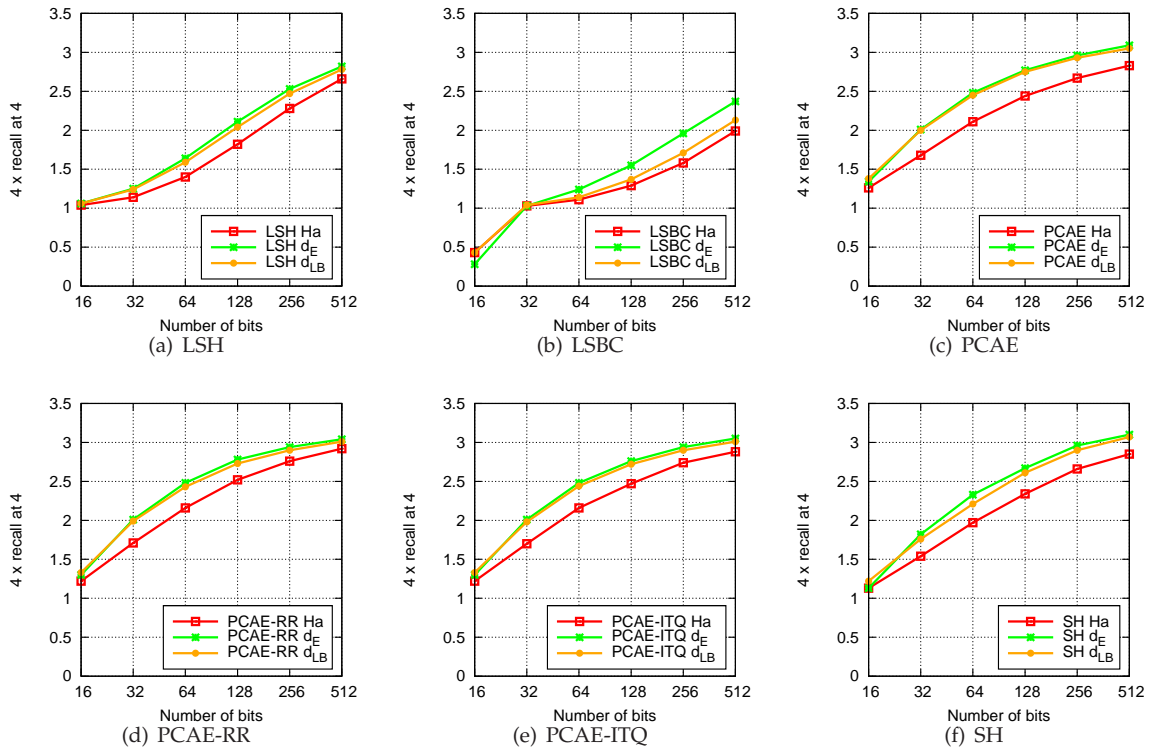 3.5
3
2.5
2
1.5
1
0.5
0
4 x recall at 4
LSH Ha
LSH dE
LSH dLB
16 32 64 128 256 512
Number of bits
(a) LSH
3.5
3
2.5
2
1.5
1
0.5
0
4 x recall at 4
LSBC Ha
LSBC dE
LSBC dLB
16 32 64 128 256 512
Number of bits
(b) LSBC
3.5
3
2.5
2
1.5
1
0.5
0
4 x recall at 4
PCAE Ha
PCAE dE
PCAE dLB
16 32 64 128 256 512
Number of bits
(c) PCAE
3.5
3
2.5
2
1.5
1
0.5
0
4 x recall at 4
PCAE-RR Ha
PCAE-RR dE
PCAE-RR dLB
16 32 64 128 256 512
Number of bits
(d) PCAE-RR
3.5
3
2.5
2
1.5
1
0.5
0
4 x recall at 4
PCAE-ITQ Ha
PCAE-ITQ dE
PCAE-ITQ dLB
16 32 64 128 256 512
Number of bits
(e) PCAE-ITQ
3.5
3
2.5
2
1.5
1
0.5
0
4 x recall at 4
SH Ha
SH dE
SH dLB
16 32 64 128 256 512
Number of bits
(f) SH